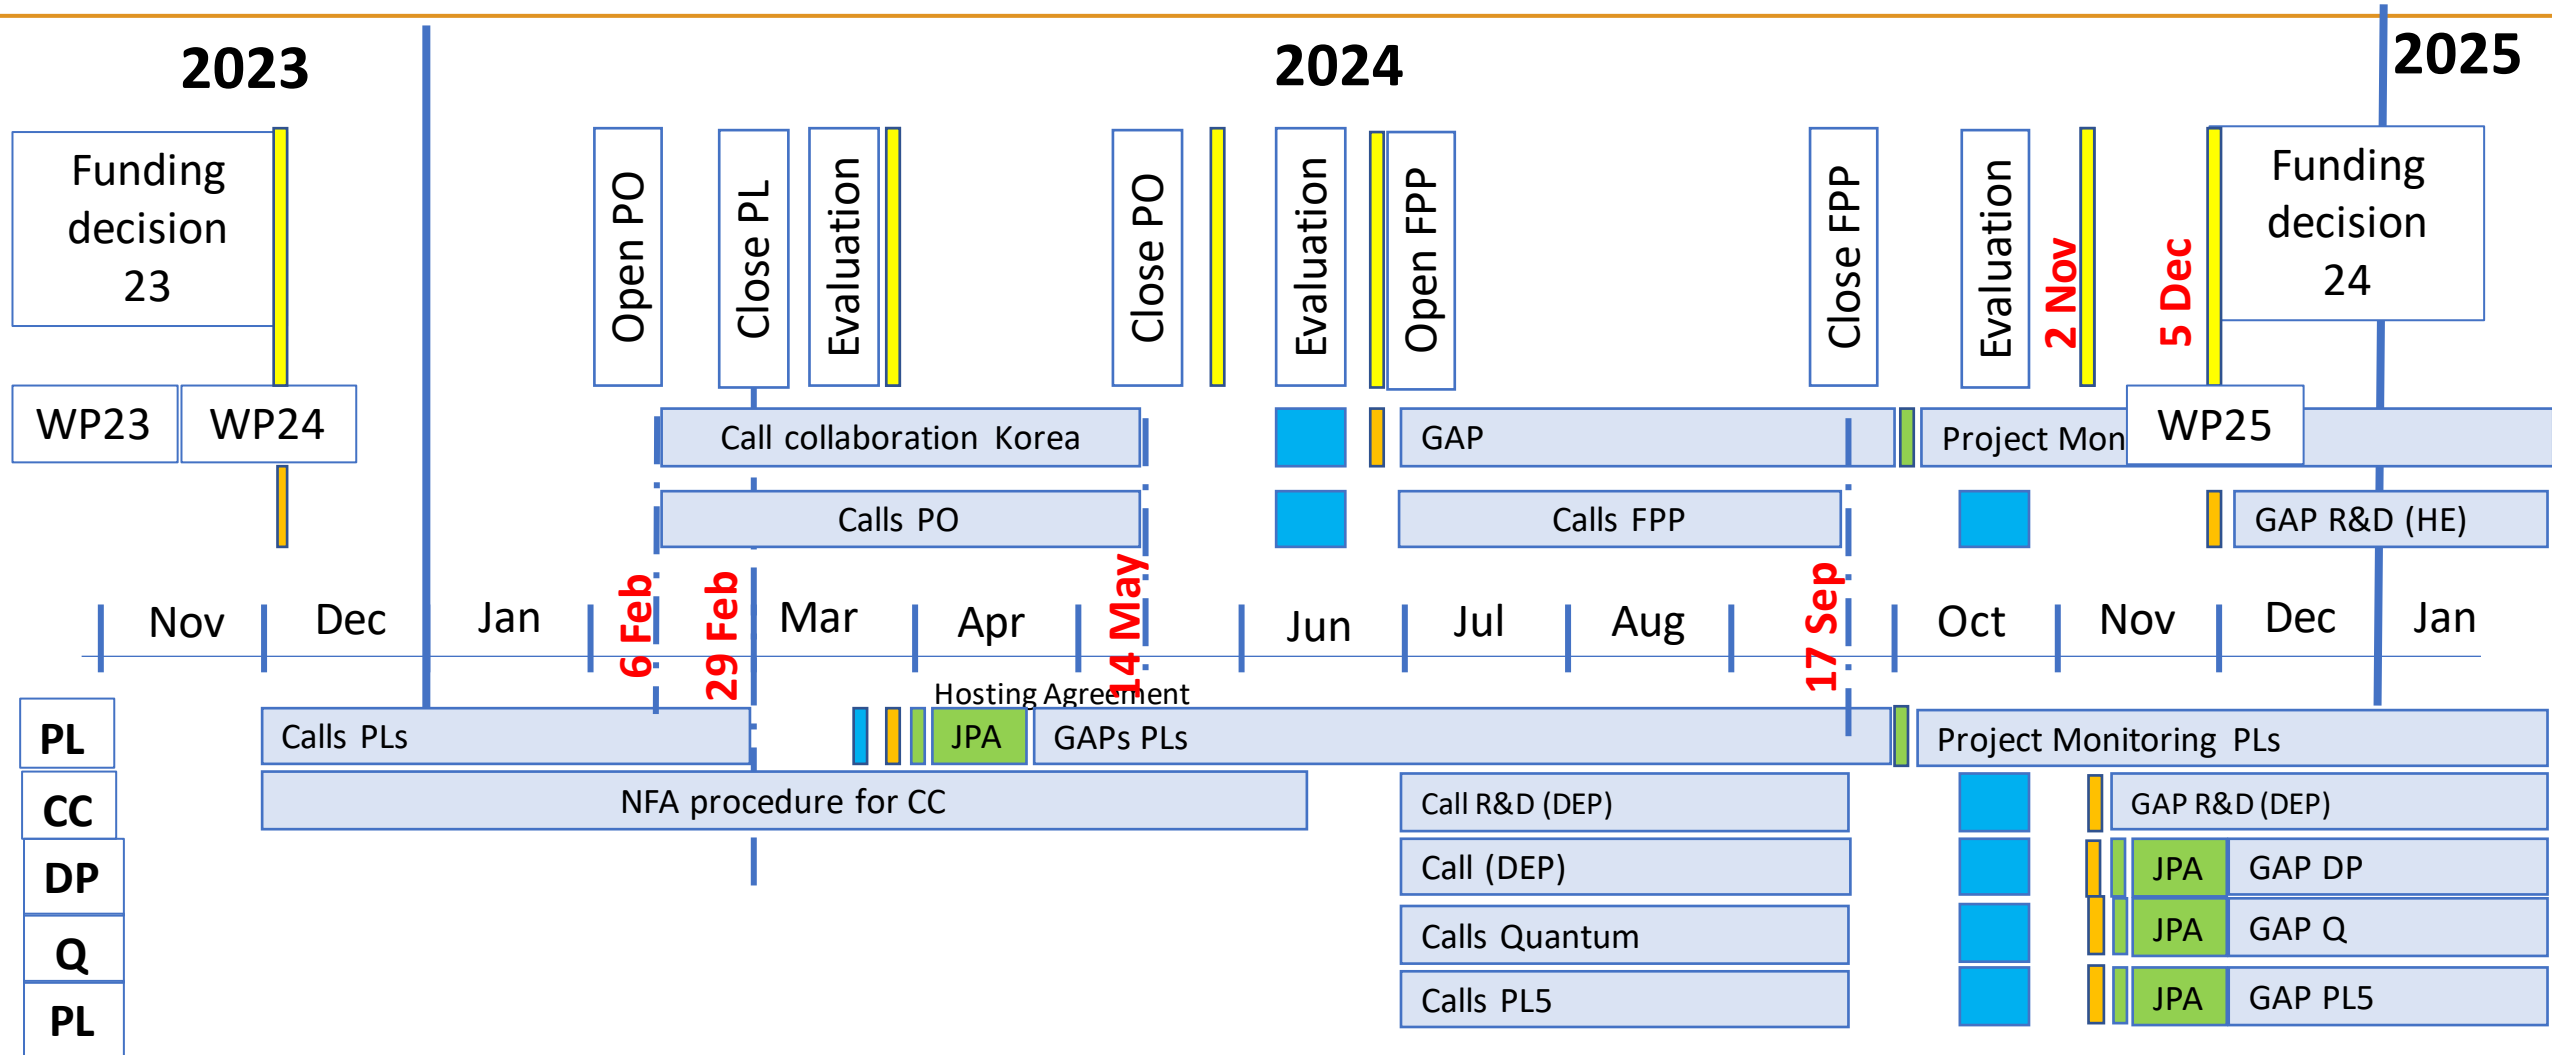 2023
2024
2025
Funding
decision
23
Open PO
Close PL
Evaluation
Close PO
Evaluation
Open FPP
Close FPP
Evaluation
2 Nov
5 Dec
Funding
decision
24
WP23
WP24
Call collaboration Korea
GAP
Project Mon
WP25
Calls PO
Calls FPP
GAP R&D (HE)
Nov
Dec
Jan
6 Feb
29 Feb
Mar
Apr
14 May
Jun
Jul
Aug
17 Sep
Oct
Nov
Dec
Jan
Hosting Agreement
PL
Calls PLs
JPA
GAPs PLs
Project Monitoring PLs
CC
NFA procedure for CC
Call R&D (DEP)
GAP R&D (DEP)
DP
Call (DEP)
JPA
GAP DP
Q
Calls Quantum
JPA
GAP Q
PL
Calls PL5
JPA
GAP PL5